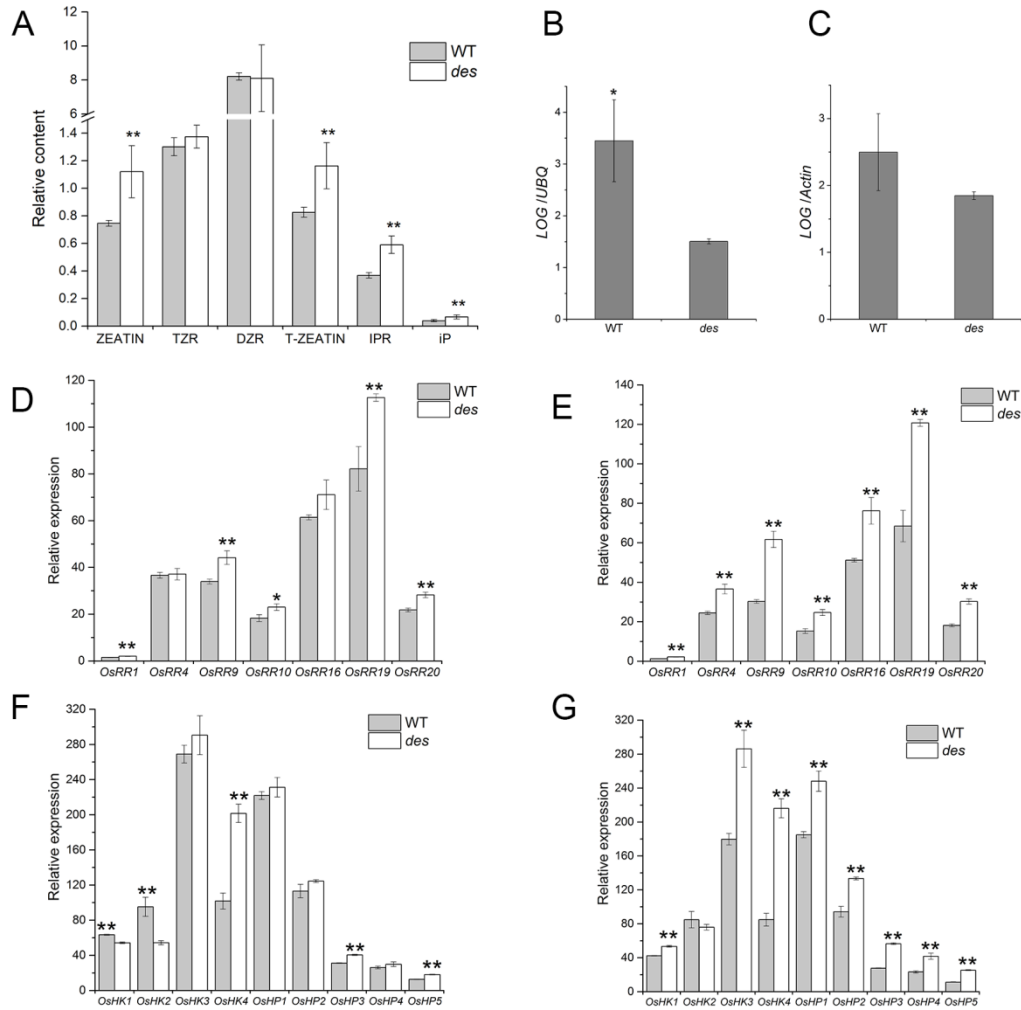 A
WT
des
Relative content
12
10
8
6
1.4
1.2
1.0
0.8
0.6
0.4
0.2
0.0
**
**
**
**
ZEATIN TZR DZR T-ZEATIN IPR iP
B
LOG /UBQ
4
3
2
1
0
*
WT des
C
LOG /Actin
3
2
1
0
WT des
D
WT
des
Relative expression
120
100
80
60
40
20
0
**
**
*
**
**
OsRR1 OsRR4 OsRR9 OsRR10 OsRR16 OsRR19 OsRR20
E
WT
des
Relative expression
140
120
100
80
60
40
20
0
**
**
**
**
**
**
**
OsRR1 OsRR4 OsRR9 OsRR10 OsRR16 OsRR19 OsRR20
F
WT
des
Relative expression
320
280
240
200
160
120
80
40
0
**
**
**
**
**
OsHK1 OsHK2 OsHK3 OsHK4 OsHP1 OsHP2 OsHP3 OsHP4 OsHP5
G
WT
des
Relative expression
320
280
240
200
160
120
80
40
0
**
**
**
**
**
**
**
**
OsHK1 OsHK2 OsHK3 OsHK4 OsHP1 OsHP2 OsHP3 OsHP4 OsHP5